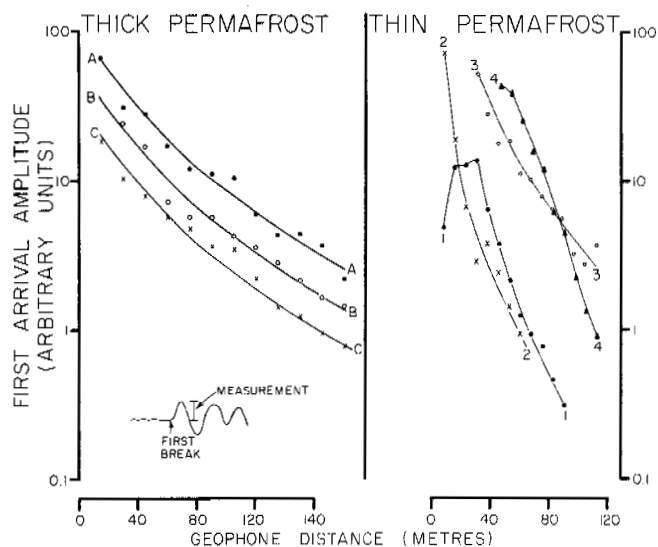 THICK PERMAFROST
THIN PERMAFROST
100
10
1
0.1
FIRST ARRIVAL AMPLITUDE
(ARBITRARY UNITS)
A
B
C
A
B
C
MEASUREMENT
FIRST
BREAK
2
3
4
1
3
2
4
1
100
10
1
0.1
0 40 80 140
0 40 80 120
GEOPHONE DISTANCE (METRES)